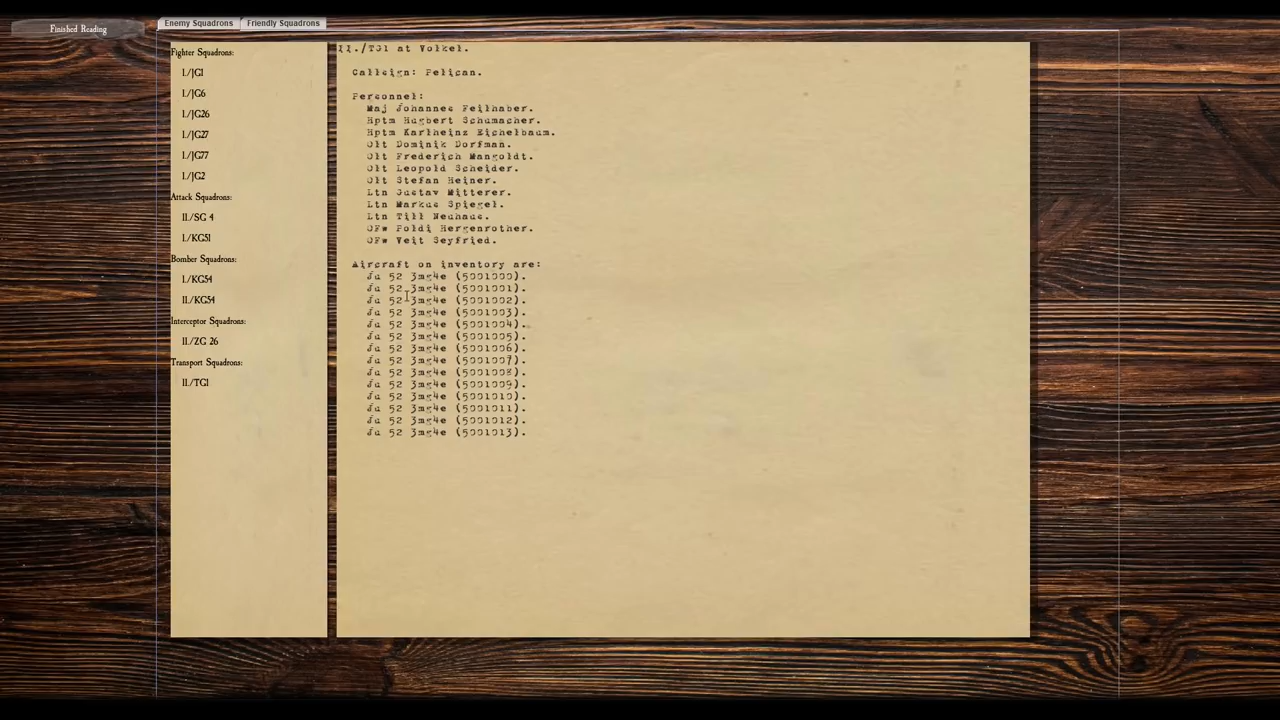 Finished Reading
Enemy Squadrons
Friendly Squadrons
Fighter Squadrons:
I./JG1
I./JG6
I./JG26
I./JG27
I./JG77
I./JG2
Attack Squadrons:
II./SG 4
I./KG51
Bomber Squadrons:
I./KG54
II./KG54
Interceptor Squadrons:
II./ZG 26
Transport Squadrons:
II./TG1
II./TG1 at Volkel.
Callsign: Pelican.
Personnel:
Maj Johannes Feilhaber.
Hptm Hugbert Schumacher.
Hptm Karlheinz Eichelbaum.
Olt Dominik Dorfman.
Olt Frederich Mangoldt.
Olt Leopold Scheider.
Olt Stefan Heiner.
Ltn Gustav Mitterer.
Ltn Markus Spiegel.
Ltn Till Neuhaus.
OFw Poldi Hergenrother.
OFw Veit Seyfried.
Aircraft on inventory are:
Ju 52 3mg4e (5001000).
Ju 52 3mg4e (5001001).
Ju 52 3mg4e (5001002).
Ju 52 3mg4e (5001003).
Ju 52 3mg4e (5001004).
Ju 52 3mg4e (5001005).
Ju 52 3mg4e (5001006).
Ju 52 3mg4e (5001007).
Ju 52 3mg4e (5001008).
Ju 52 3mg4e (5001009).
Ju 52 3mg4e (5001010).
Ju 52 3mg4e (5001011).
Ju 52 3mg4e (5001012).
Ju 52 3mg4e (5001013).